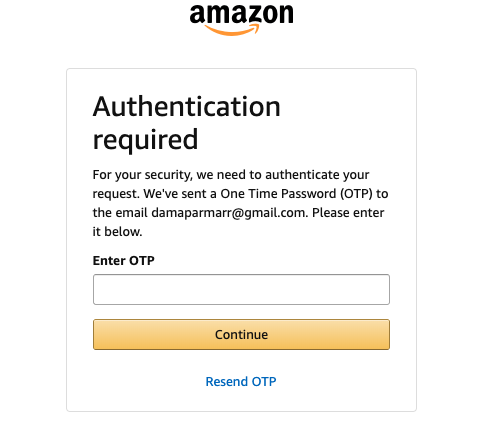 amazon
Authentication
required
For your security, we need to authenticate your
request. We've sent a One Time Password (OTP) to
the email damaparmarr@gmail.com. Please enter
it below.
Enter OTP
Continue
Resend OTP